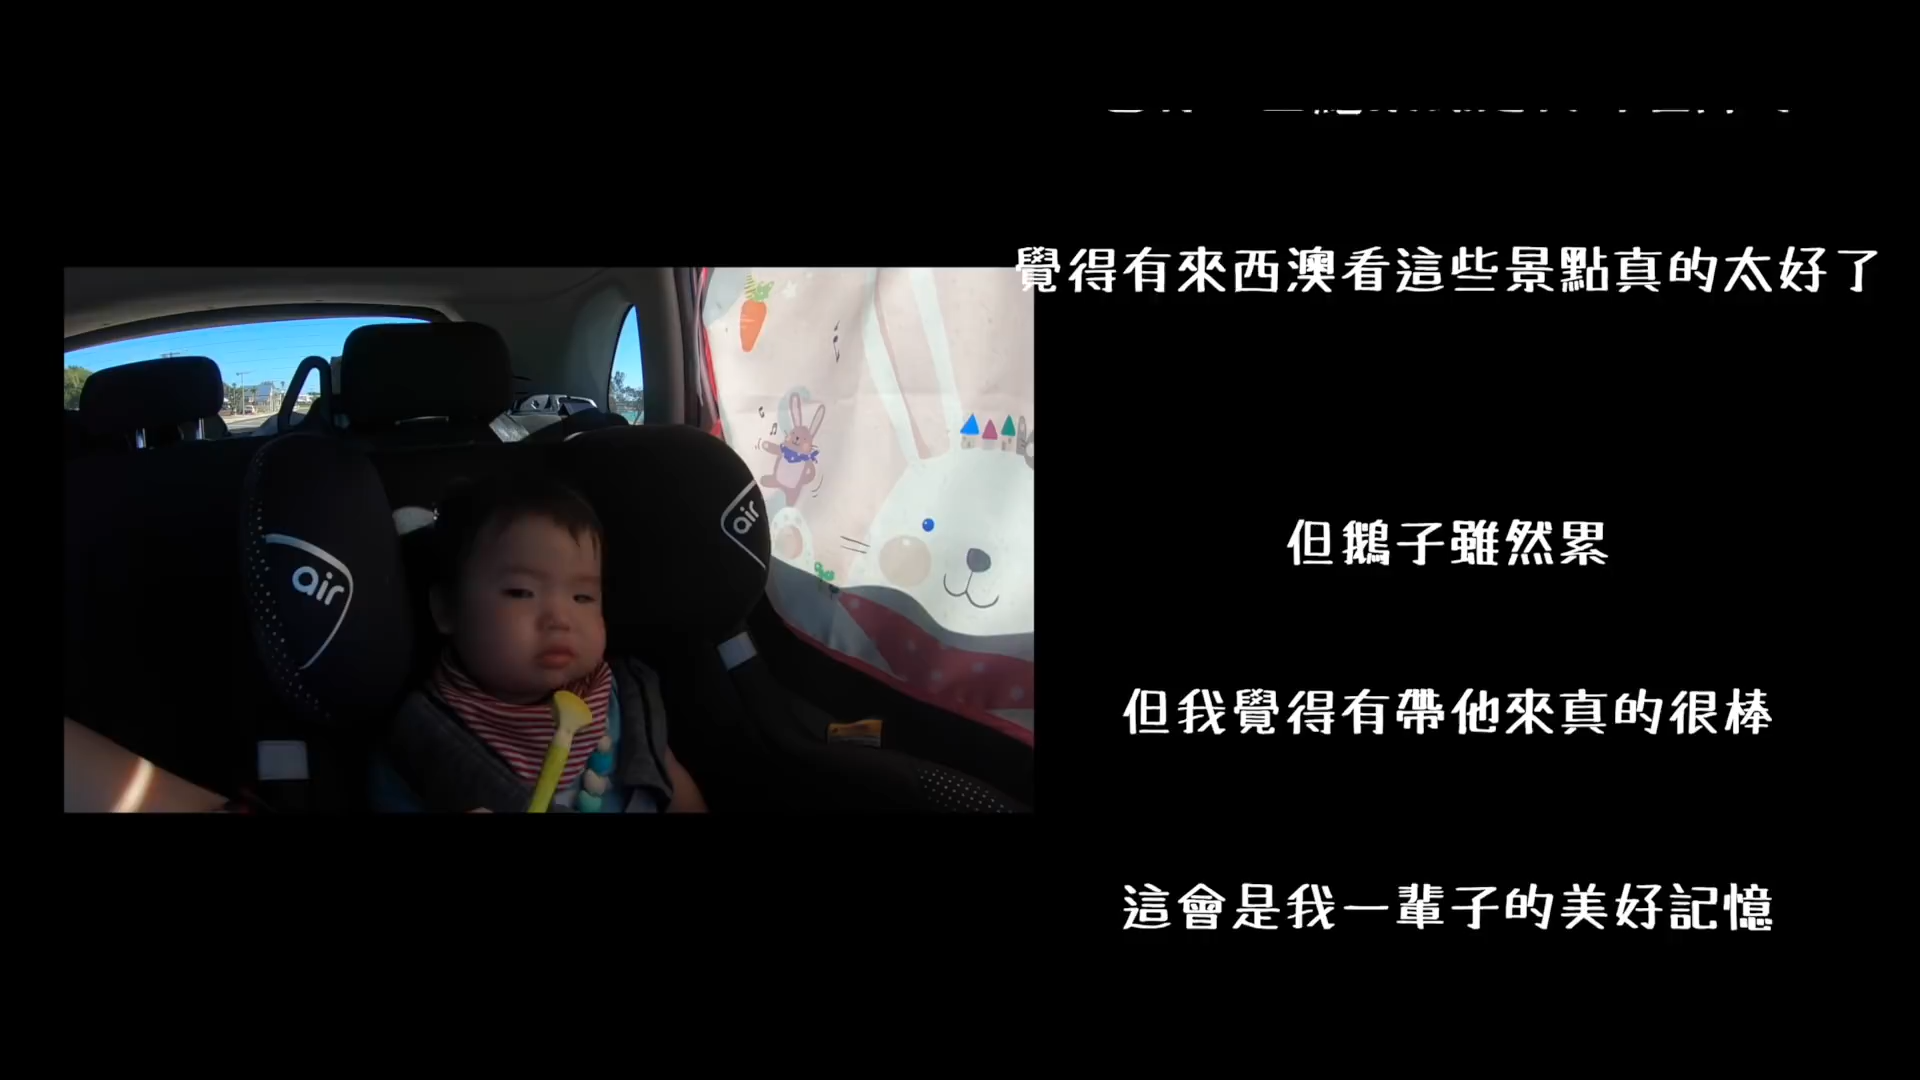 覺得有來西澳看這些景點真的太好了
但鵝子雖然累
但我覺得有帶他來真的很棒
這會是我一輩子的美好記憶
air
air